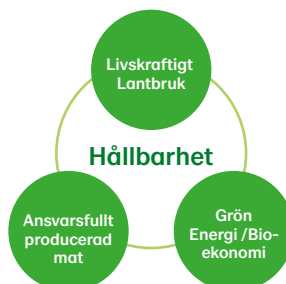 Livskraftigt
Lantbruk
Hållbarhet
Ansvarsfullt
producerad
mat
Grön
Energi /Bio-
ekonomi